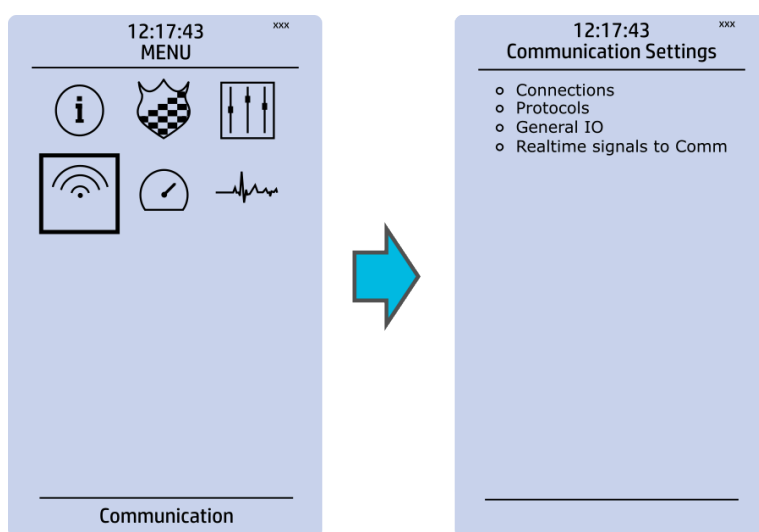 12:17:43
xxx
MENU
i
Communication
12:17:43
xxx
Communication Settings
Connections
Protocols
General IO
Realtime signals to Comm